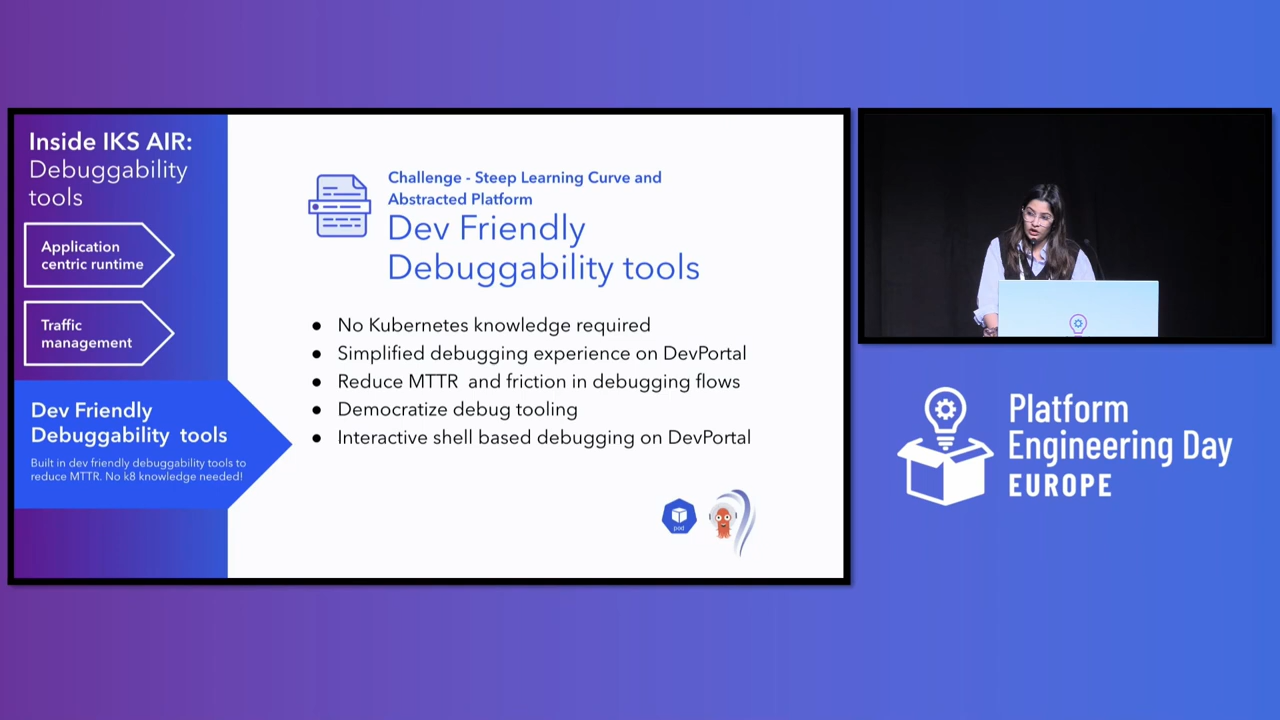 Inside IKS AIR:
Debuggability
tools
Application
centric runtime
Traffic
management
Dev Friendly
Debuggability tools
Built in dev friendly debuggability tools to
reduce MTTR. No k8 knowledge needed!
Challenge - Steep Learning Curve and
Abstracted Platform
Dev Friendly
Debuggability tools
● No Kubernetes knowledge required
● Simplified debugging experience on DevPortal
● Reduce MTTR and friction in debugging flows
● Democratize debug tooling
● Interactive shell based debugging on DevPortal
pod
Platform
Engineering Day
EUROPE